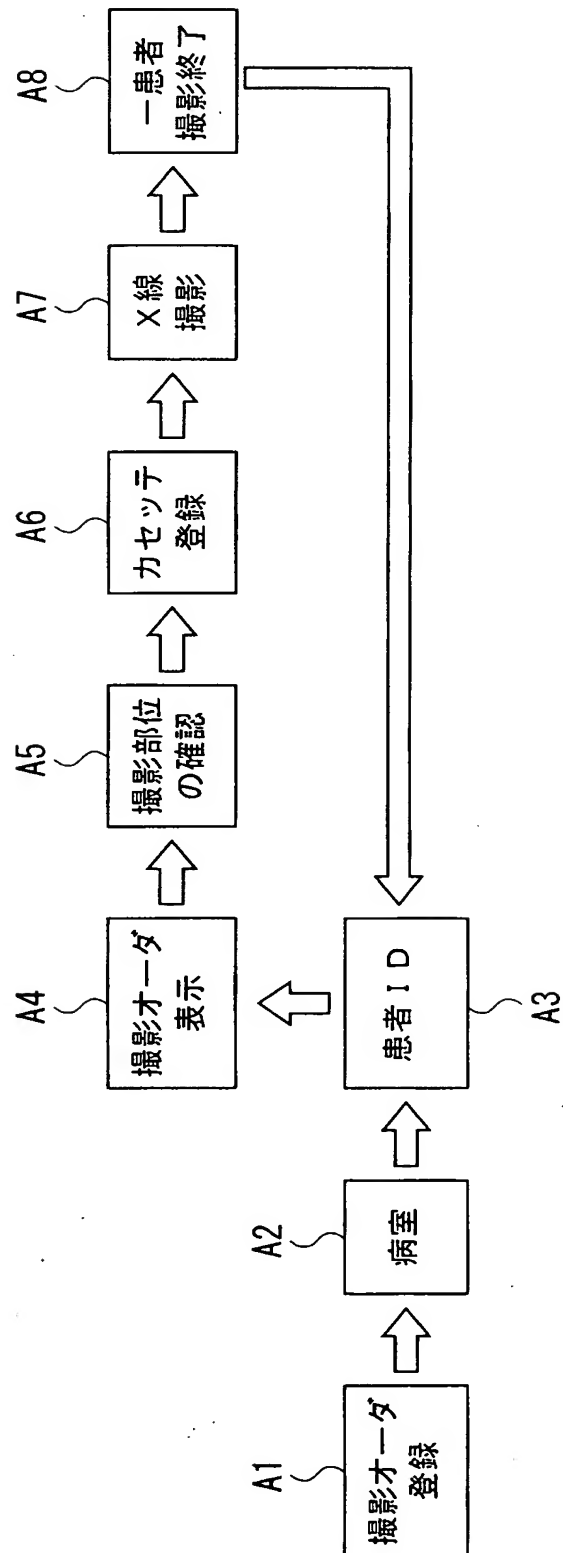 A1
撮影オーダ
登録
A2
病室
A3
患者ID
A4
撮影オーダ
表示
A5
撮影部位
の確認
A6
カセッテ
登録
A7
X線
撮影
A8
一患者
撮影終了